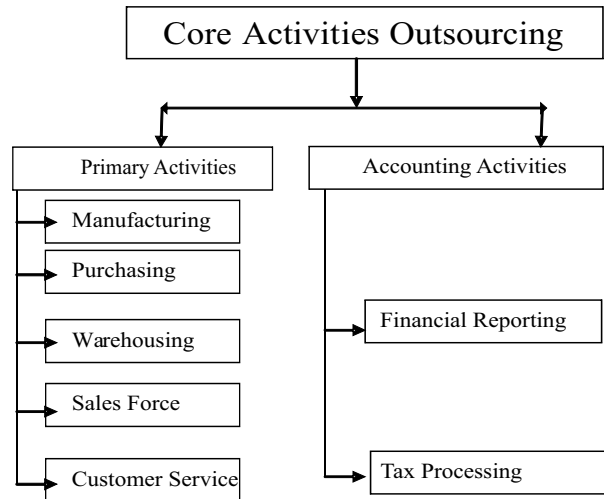 Core Activities Outsourcing
Primary Activities
Manufacturing
Purchasing
Warehousing
Sales Force
Customer Service
Accounting Activities
Financial Reporting
Tax Processing